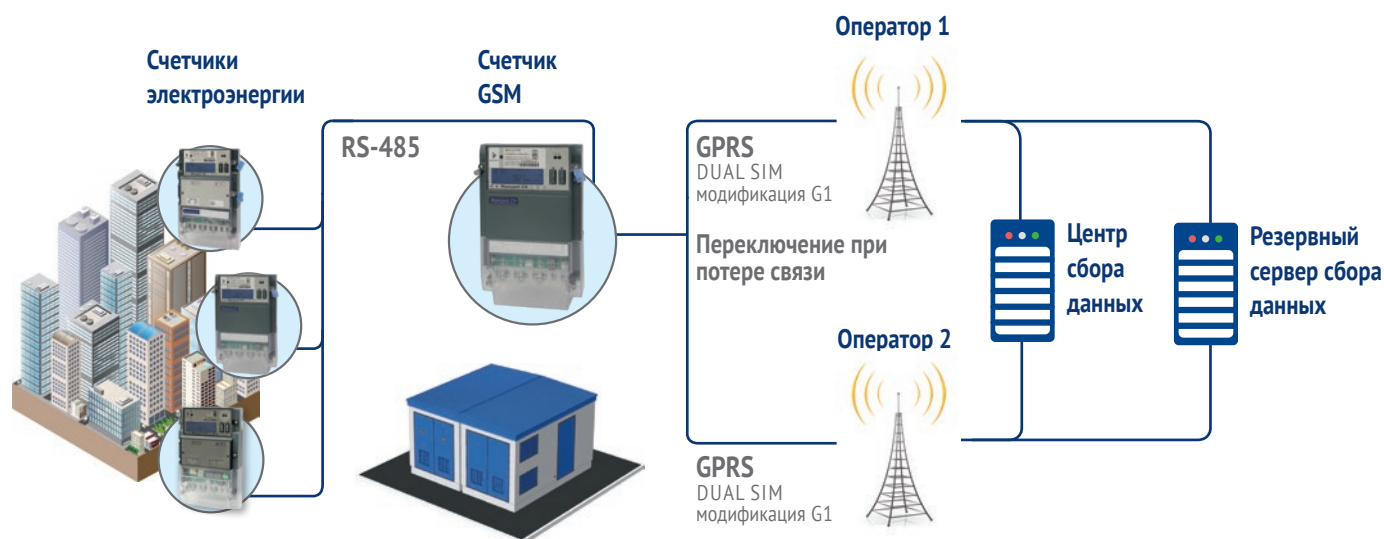 Оператор 1
Счетчики
электроэнергии
Счетчик
GSM
RS-485
GPRS
DUAL SIM
модификация G1
Переключение при
потере связи
Центр
сбора
данных
Резервный
сервер сбора
данных
Оператор 2
GPRS
DUAL SIM
модификация G1